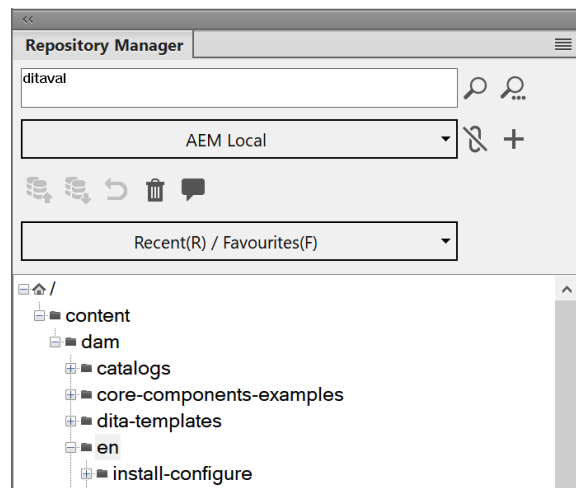 Repository Manager
ditaval
AEM Local
Recent(R) / Favourites(F)
/
content
dam
catalogs
core-components-examples
dita-templates
en
install-configure